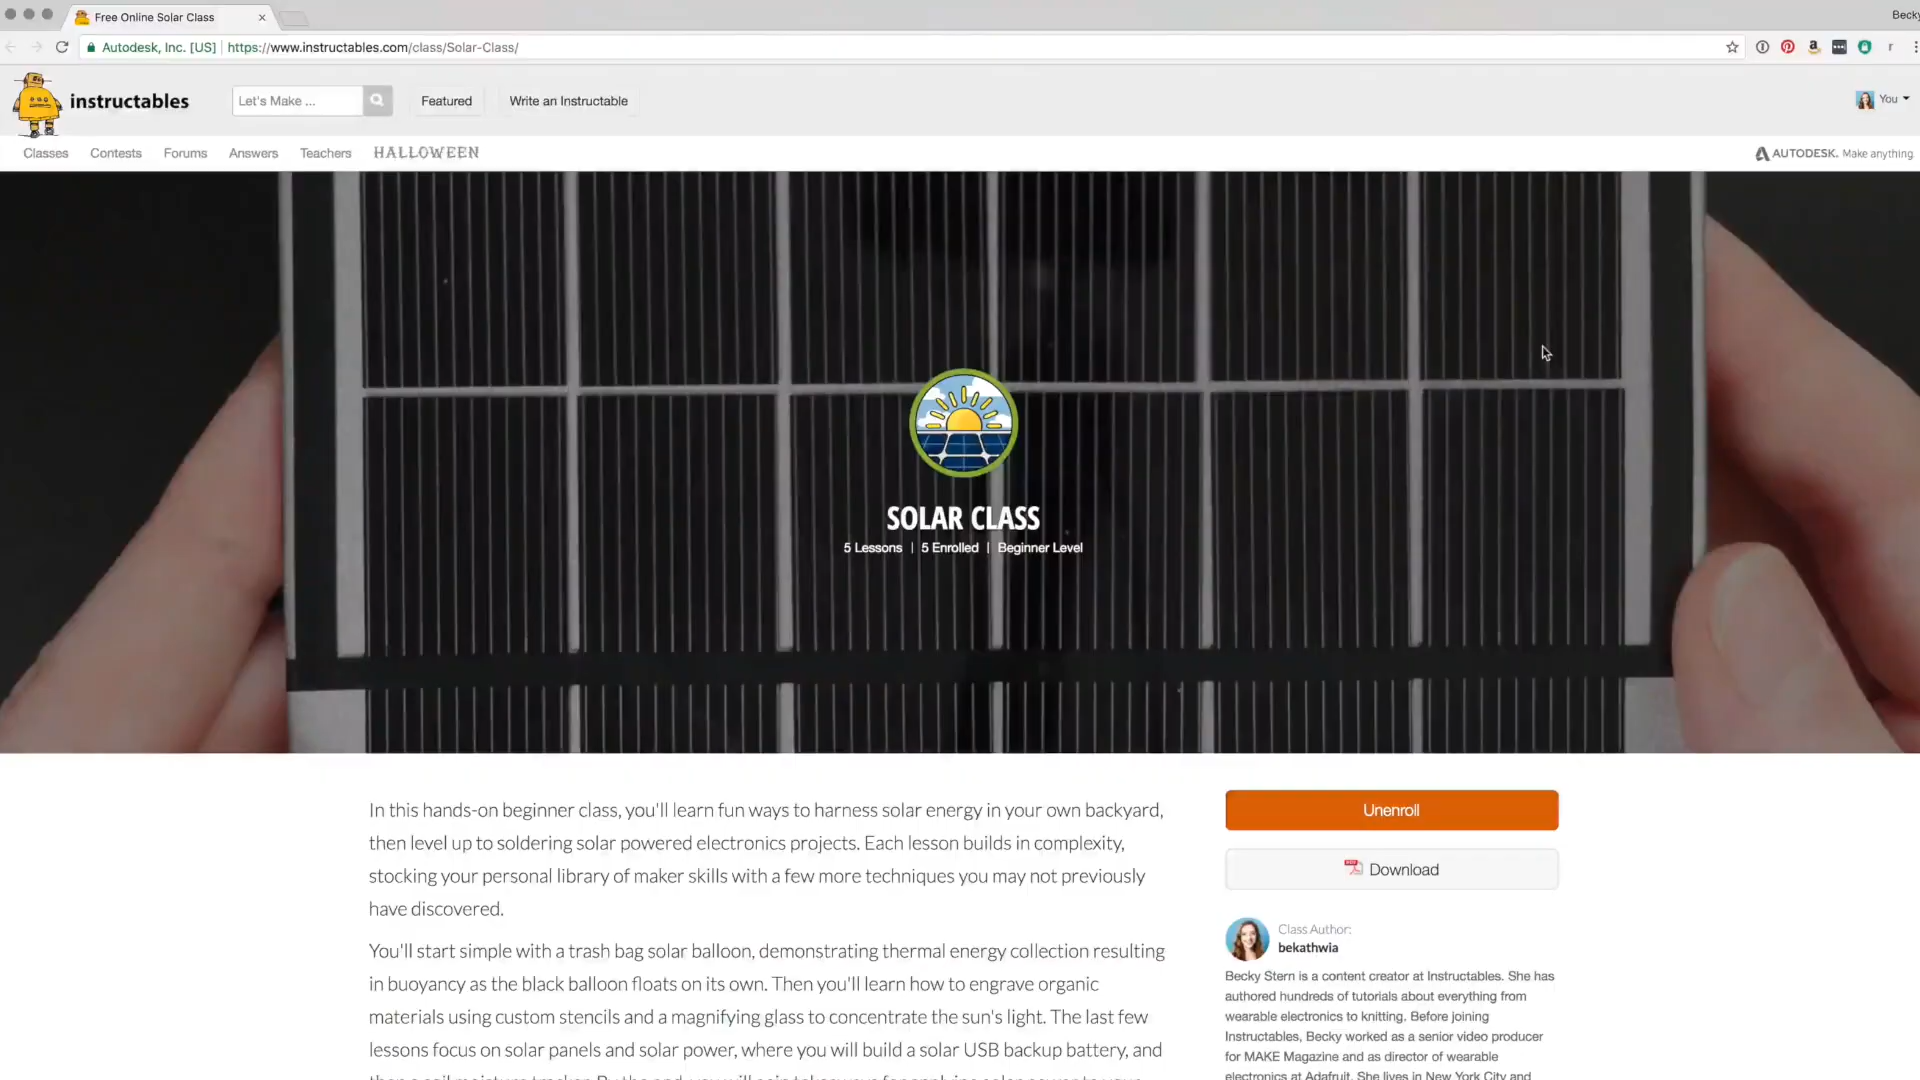 Free Online Solar Class
Becky
Autodesk, Inc. [US] | https://www.instructables.com/class/Solar-Class/
instructables
Let's Make ...
Featured
Write an Instructable
You
Classes
Contests
Forums
Answers
Teachers
HALLOWEEN
AUTODESK. Make anything.
SOLAR CLASS
5 Lessons | 5 Enrolled | Beginner Level
In this hands-on beginner class, you'll learn fun ways to harness solar energy in your own backyard,
then level up to soldering solar powered electronics projects. Each lesson builds in complexity,
stocking your personal library of maker skills with a few more techniques you may not previously
have discovered.
You'll start simple with a trash bag solar balloon, demonstrating thermal energy collection resulting
in buoyancy as the black balloon floats on its own. Then you'll learn how to engrave organic
materials using custom stencils and a magnifying glass to concentrate the sun's light. The last few
lessons focus on solar panels and solar power, where you will build a solar USB backup battery, and
Unenroll
Download
Class Author:
bekathwia
Becky Stern is a content creator at Instructables. She has
authored hundreds of tutorials about everything from
wearable electronics to knitting. Before joining
Instructables, Becky worked as a senior video producer
for MAKE Magazine and as director of wearable
electronics at Adafruit. She lives in New York City and